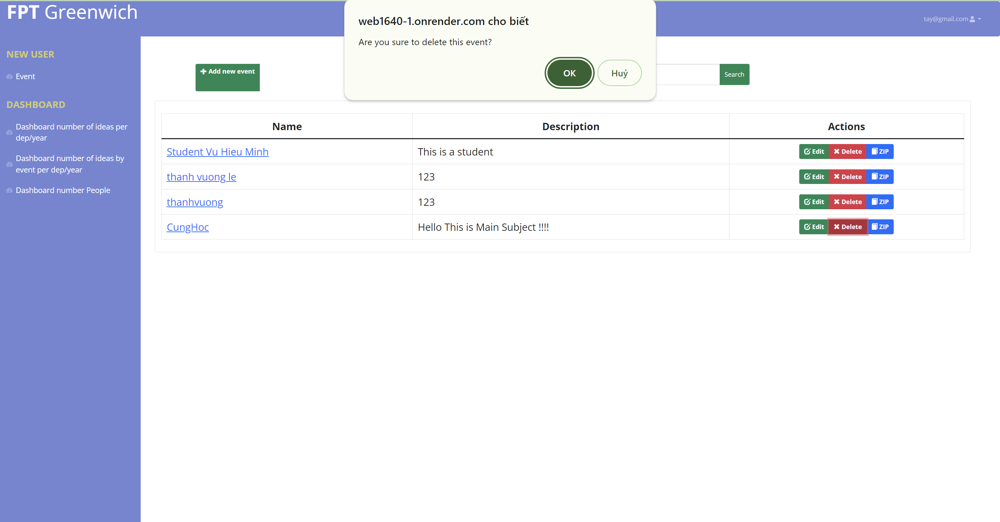 FPT Greenwich
web1640-1.onrender.com cho biết
Are you sure to delete this event?
OK
Huỷ
tay@gmail.com
NEW USER
Event
DASHBOARD
Dashboard number of ideas per
dep/year
Dashboard number of ideas by
event per dep/year
Dashboard number People
Add new event
Search
Name Description Actions
Student Vu Hieu Minh This is a student Edit Delete ZIP
thanh vuong le 123 Edit Delete ZIP
thanhvuong 123 Edit Delete ZIP
CungHoc Hello This is Main Subject !!!! Edit Delete ZIP